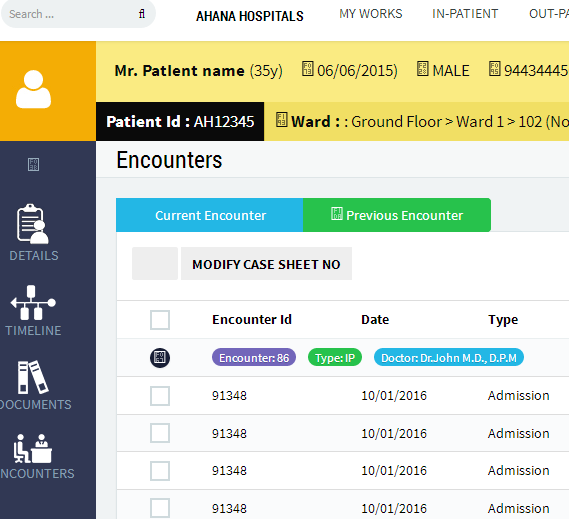 Search ...
AHANA HOSPITALS
MY WORKS
IN-PATIENT
OUT-PA
Mr. Patient name (35y)
06/06/2015)
MALE
94434445
Patient Id : AH12345
Ward : : Ground Floor > Ward 1 > 102 (No
Encounters
Current Encounter
Previous Encounter
DETAILS
TIMELINE
DOCUMENTS
NCOUNTERS
MODIFY CASE SHEET NO
Encounter Id Date Type
Encounter: 86 Type: IP Doctor: Dr.John M.D., D.P.M
91348 10/01/2016 Admission
91348 10/01/2016 Admission
91348 10/01/2016 Admission
91348 10/01/2016 Admission